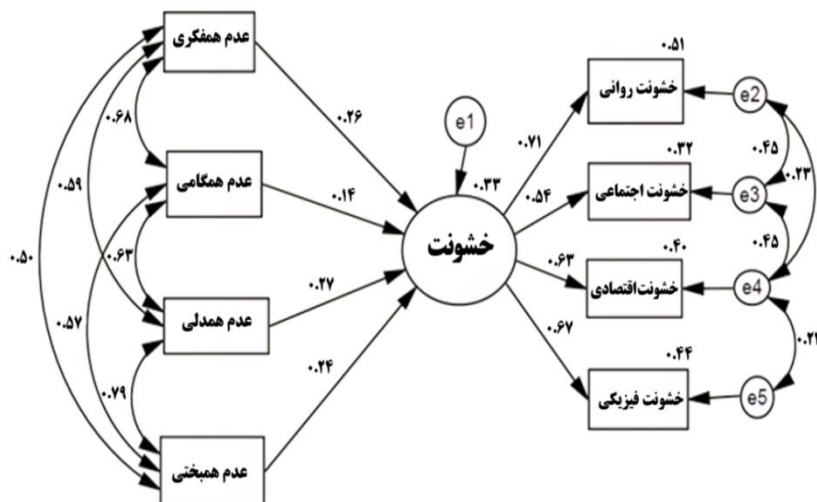 عدم همفکری
عدم همگامی
عدم همدلی
عدم همبختی
۰.۶۸
۰.۵۹
۰.۵۰
۰.۶۳
۰.۵۷
۰.۷۹
۰.۲۶
۰.۱۴
۰.۲۷
۰.۲۴
e1
۰.۳۳
خشونت
۰.۷۱
۰.۵۴
۰.۶۳
۰.۶۷
۰.۵۱
خشونت روانی
۰.۳۲
خشونت اجتماعی
۰.۴۰
خشونت اقتصادی
۰.۴۴
خشونت فیزیکی
e2
e3
e4
e5
۰.۴۵
۰.۲۳
۰.۴۵